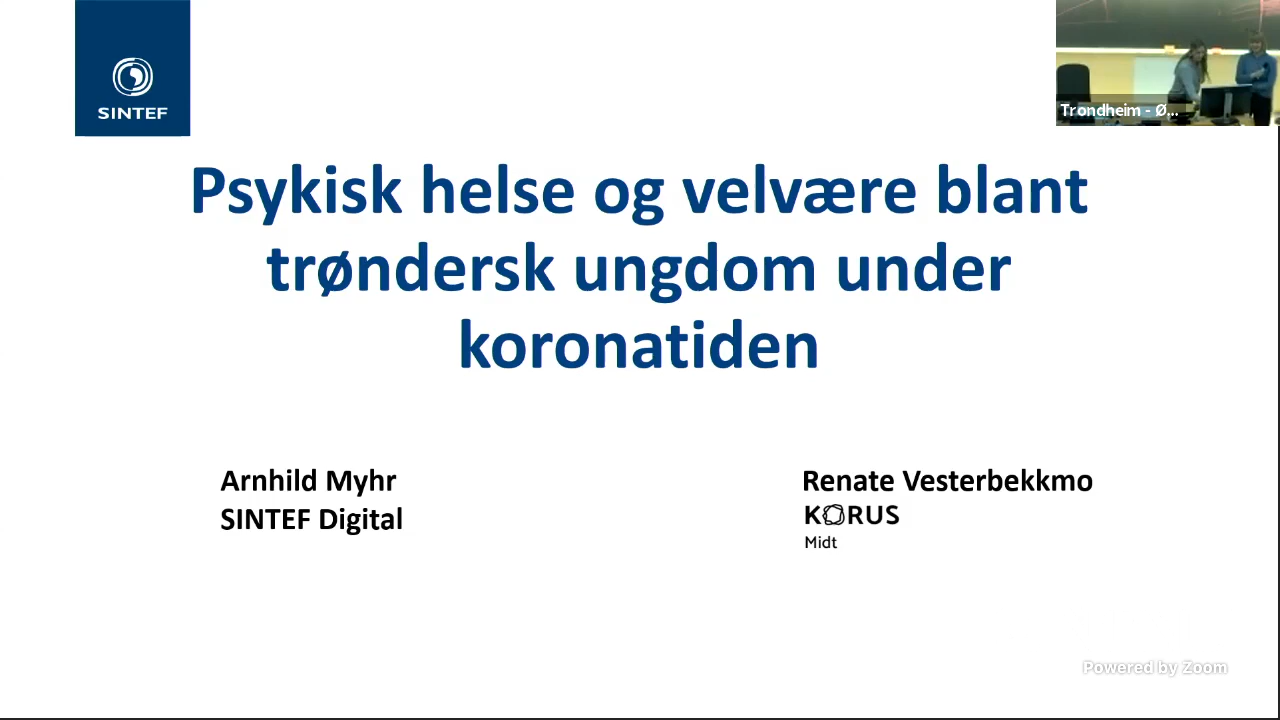 SINTEF
Trondheim - Ø...
Psykisk helse og velvære blant
trøndersk ungdom under
koronatiden
Arnhild Myhr
SINTEF Digital
Renate Vesterbekkmo
KORUS
Midt
Powered by Zoom